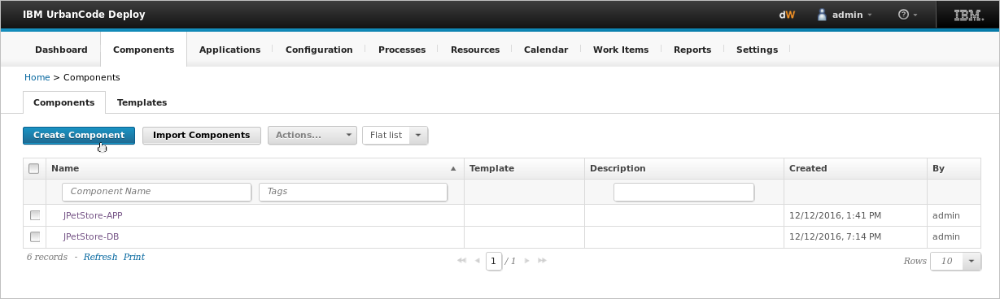 IBM UrbanCode Deploy dW admin IBM
Dashboard Components Applications Configuration Processes Resources Calendar Work Items Reports Settings
Home > Components
Components Templates
Create Component Import Components Actions... Flat list
Name Template Description Created By
Component Name Tags
JPetStore-APP 12/12/2016, 1:41 PM admin
JPetStore-DB 12/12/2016, 7:14 PM admin
6 records - Refresh Print 1 / 1 Rows 10